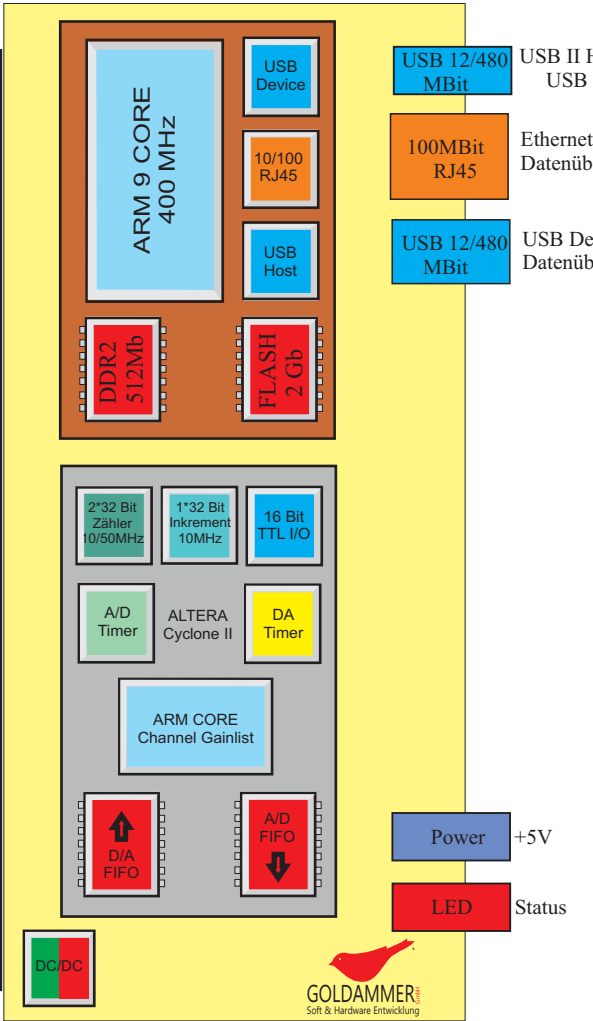 ARM 9 CORE
400 MHz
USB
Device
10/100
RJ45
USB
Host
DDR2
512Mb
FLASH
2 Gb
USB 12/480
MBit
USB II
USB
100MBit
RJ45
Ethernet
USB 12/480
MBit
USB
2*32 Bit
Zähler
10/50MHz
1*32 Bit
Inkrement
10MHz
16 Bit
TTL I/O
A/D
Timer
ALTERA
Cyclone II
DA
Timer
ARM CORE
Channel Gainlist
D/A
FIFO
A/D
FIFO
Power
+5V
LED
Status
DC/DC
GOLDAMMER GmbH
Soft & Hardware Entwicklung